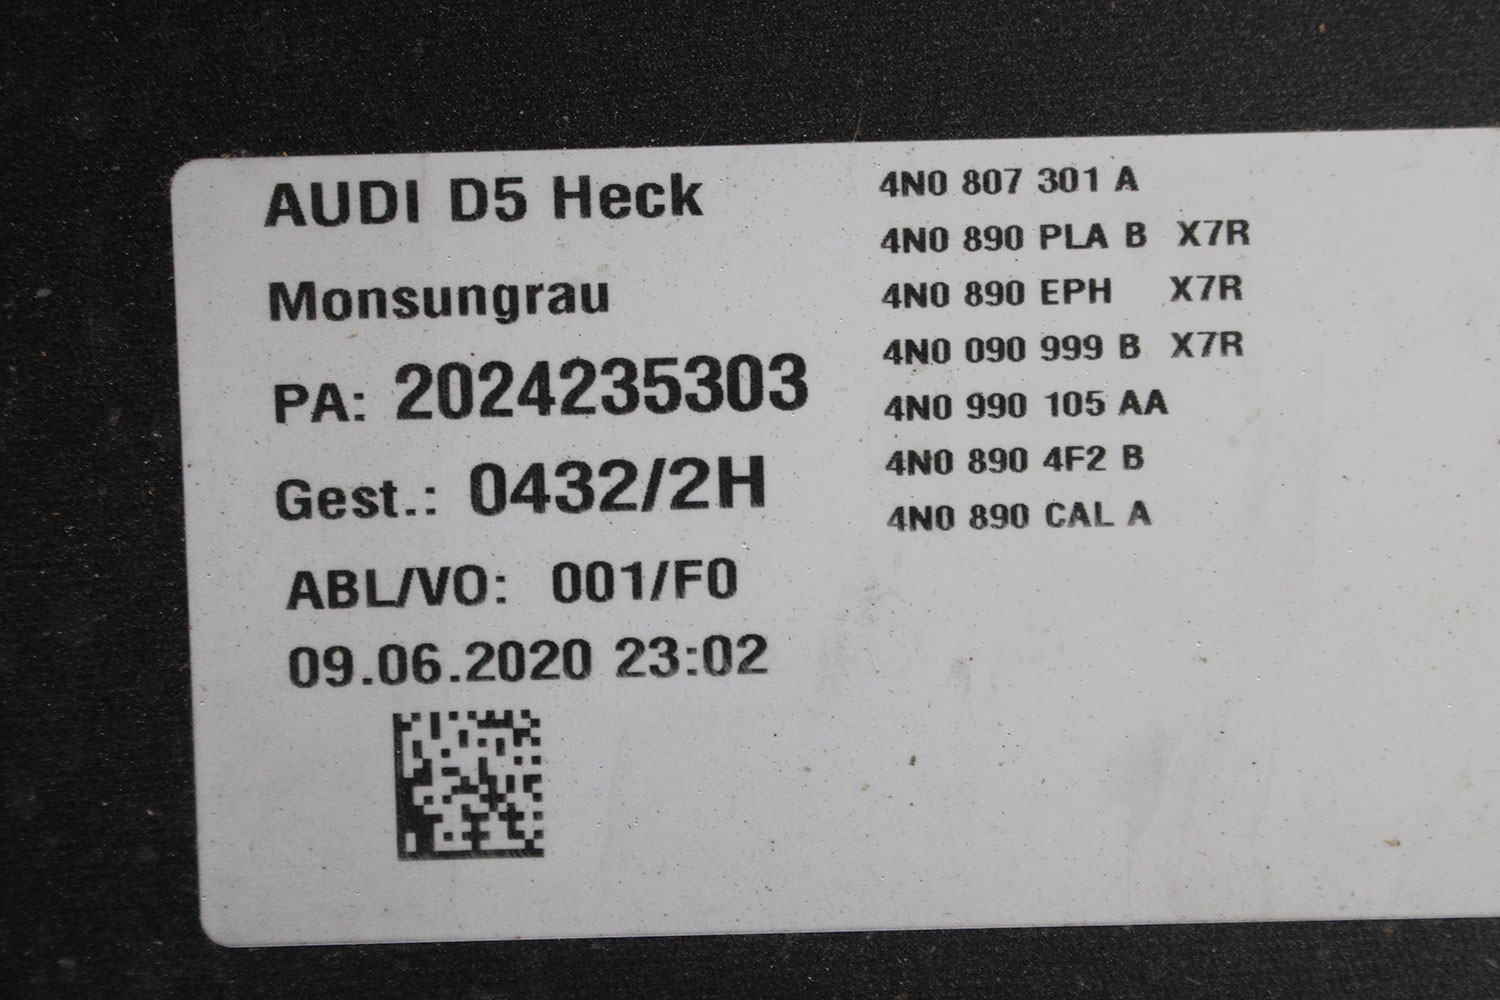 AUDI D5 Heck
Monsungrau
PA: 2024235303
Gest.: 0432/2H
ABL/VO: 001/F0
09.06.2020 23:02
4N0 807 301 A
4N0 890 PLA B X7R
4N0 890 EPH X7R
4N0 090 999 B X7R
4N0 990 105 AA
4N0 890 4F2 B
4N0 890 CAL A